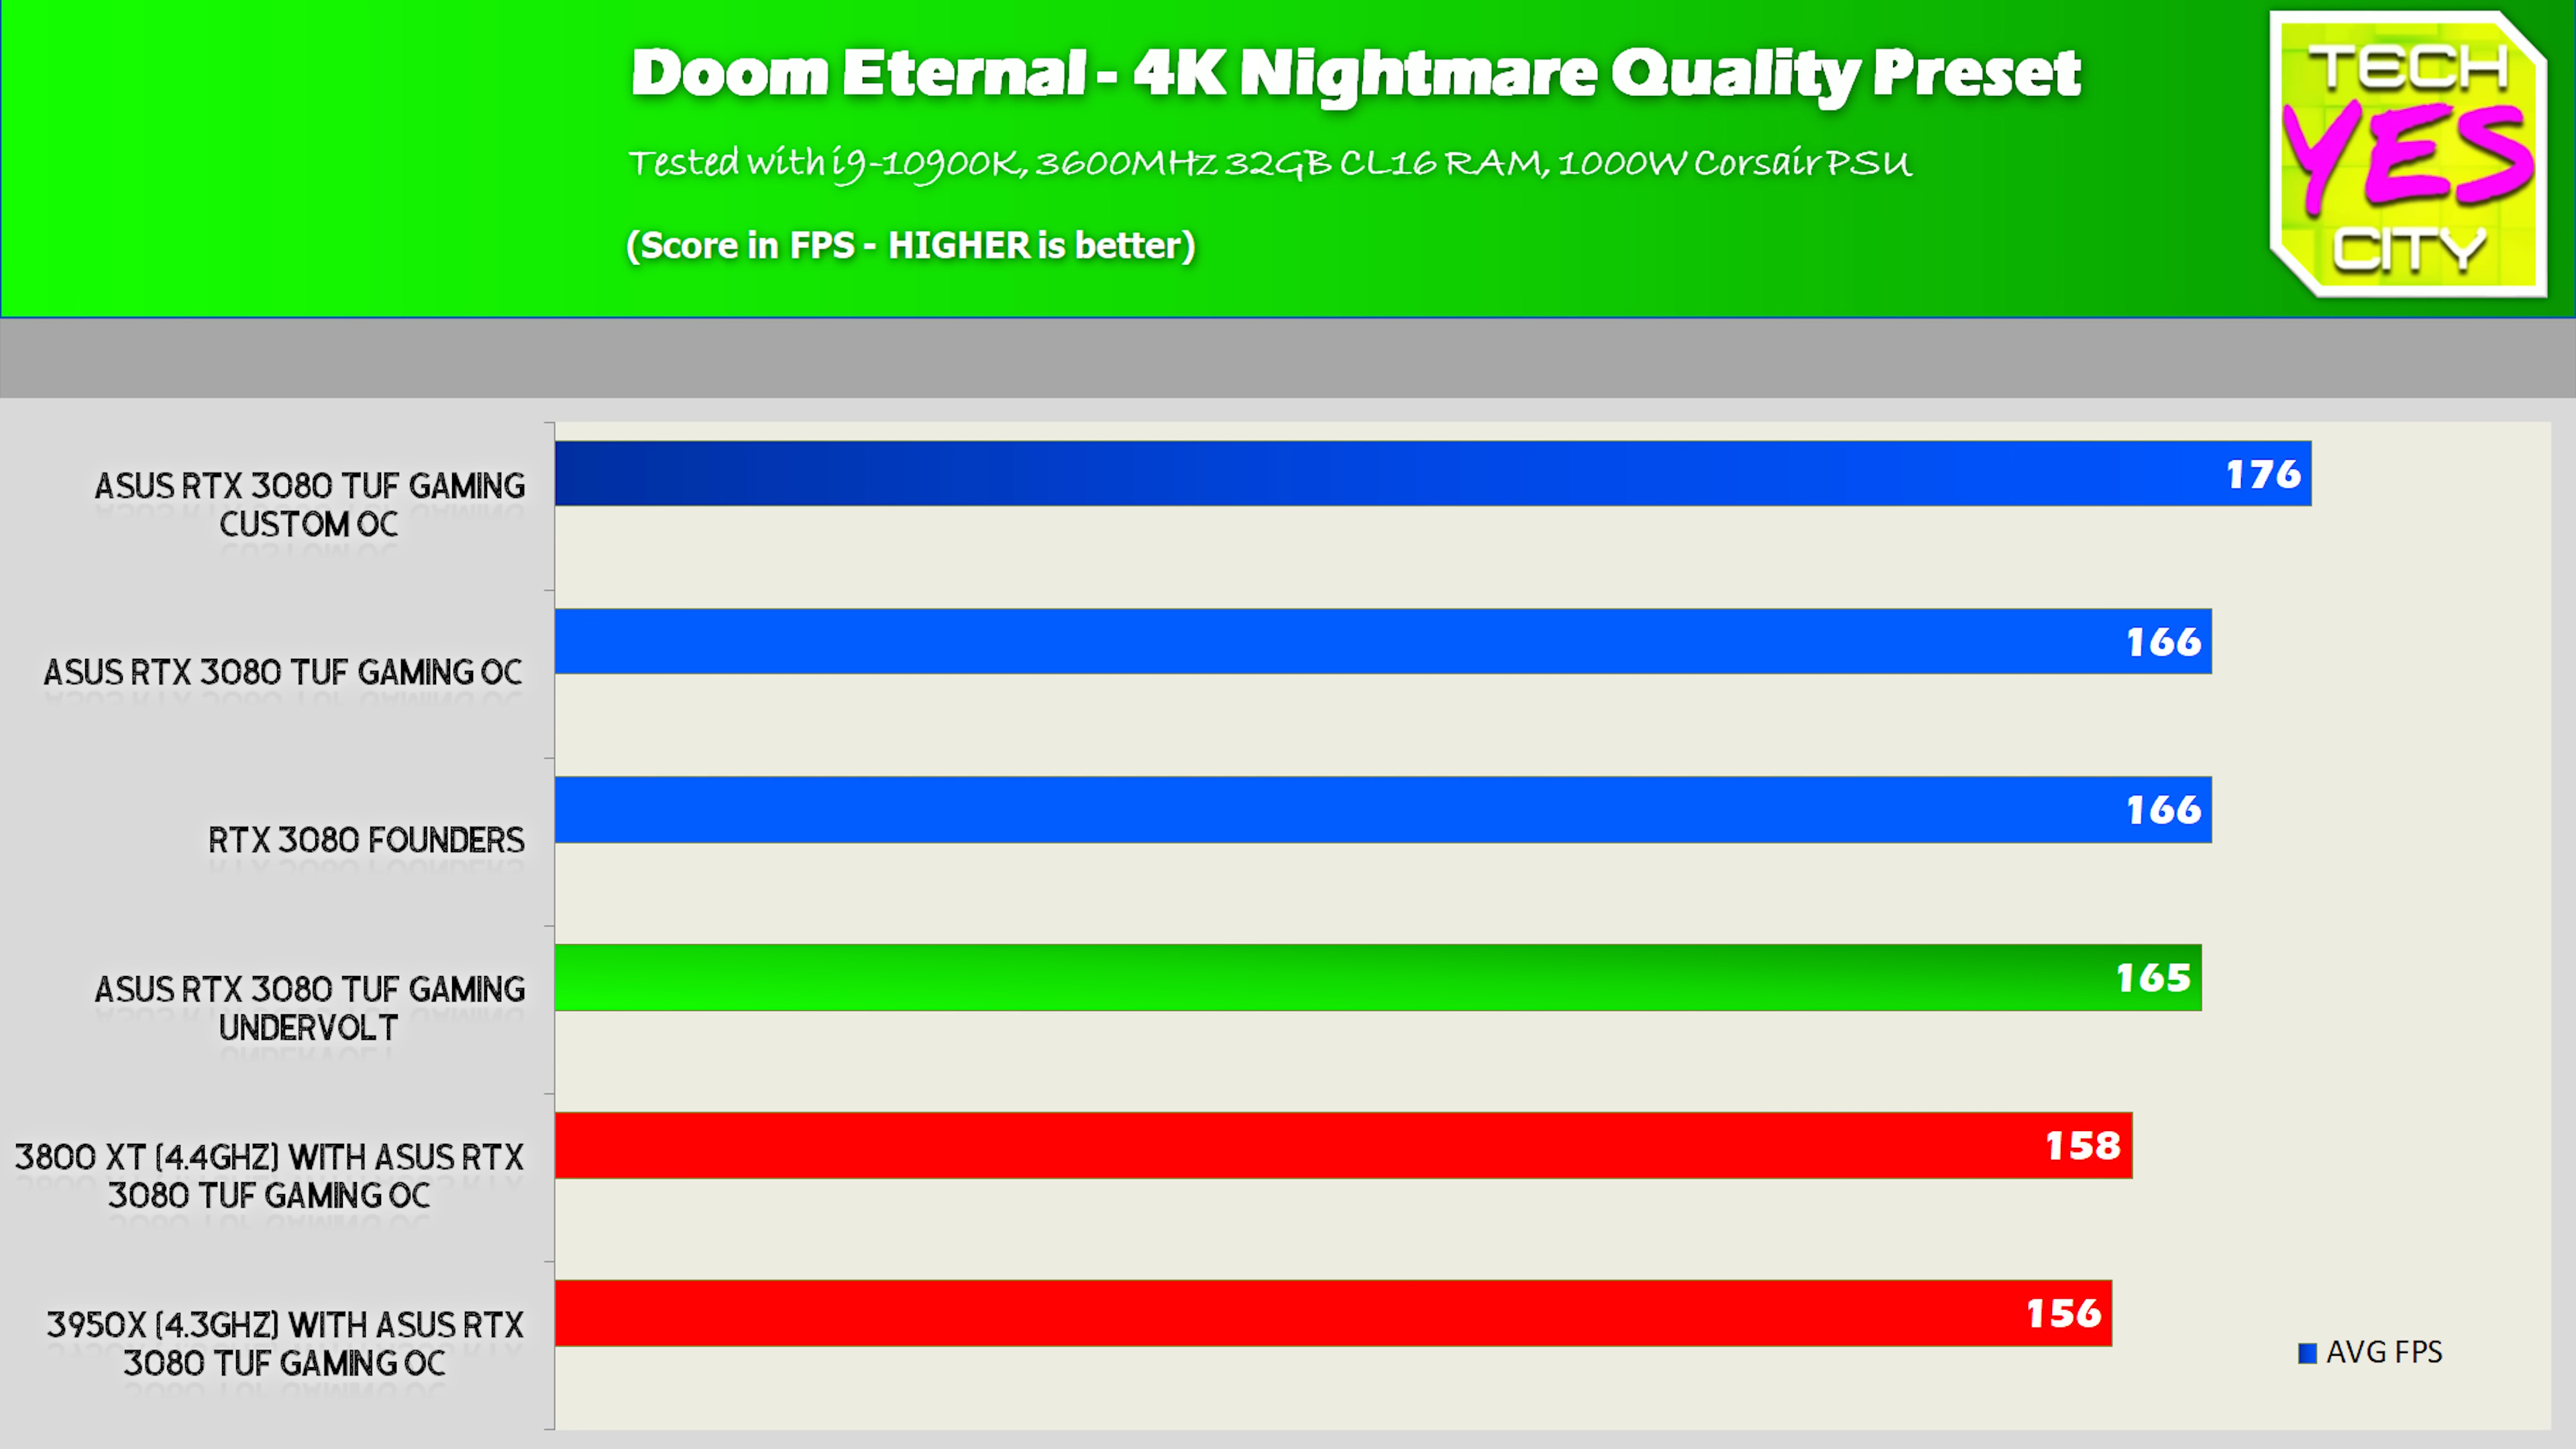 Doom Eternal - 4K Nightmare Quality Preset
Tested with i9-10900K, 3600MHz 32GB CL16 RAM, 1000W Corsair PSU
(Score in FPS - HIGHER is better)
TECH
YES
CITY
ASUS RTX 3080 TUF GAMING
CUSTOM OC
176
ASUS RTX 3080 TUF GAMING OC
166
RTX 3080 FOUNDERS
166
ASUS RTX 3080 TUF GAMING
UNDERVOLT
165
3800 XT (4.4GHZ) WITH ASUS RTX
3080 TUF GAMING OC
158
3950X (4.3GHZ) WITH ASUS RTX
3080 TUF GAMING OC
156
AVG FPS